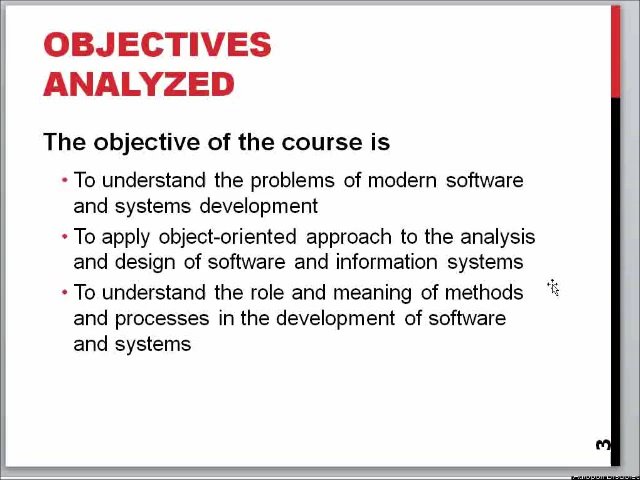 OBJECTIVES
ANALYZED
The objective of the course is
• To understand the problems of modern software
and systems development
• To apply object-oriented approach to the analysis
and design of software and information systems
• To understand the role and meaning of methods
and processes in the development of software
and systems
3